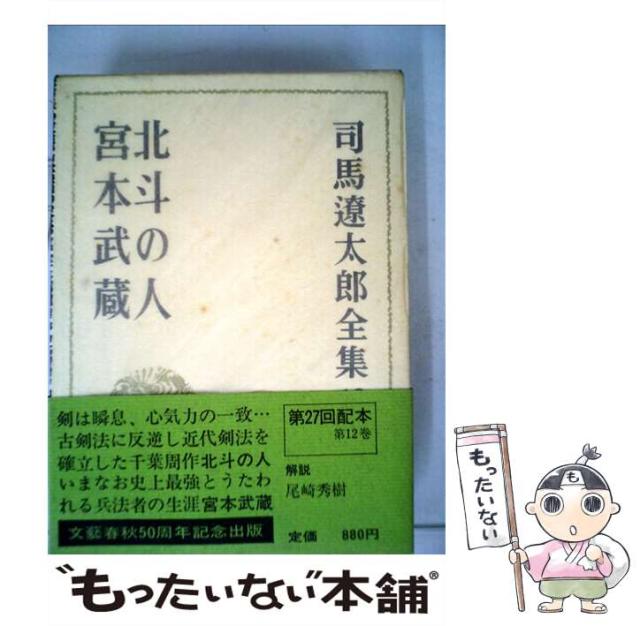 司馬遼太郎全集
北斗の人
宮本武蔵
第27回配本
第12巻
解説
尾崎秀樹
定価 880円
剣は瞬息、心気力の一致…
古剣法に反逆し近代剣法を
確立した千葉周作北斗の人
いまなお史上最強とうたわ
れる兵法者の生涯宮本武蔵
文藝春秋50周年記念出版
もったいない
"もったいない"本舗®